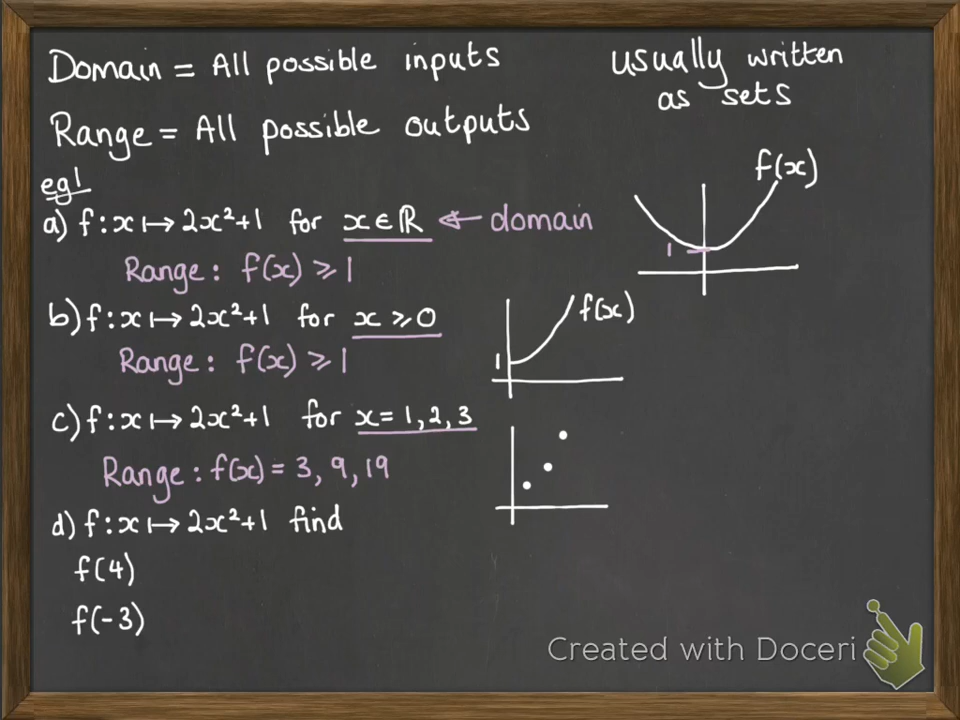 Domain = All possible inputs
usually written
as sets
Range = All possible outputs
eg1
a) f: x ↦ 2x²+1 for x ∈ ℝ ← domain
Range: f(x) ⩾ 1
f(x)
1
b) f: x ↦ 2x²+1 for x ⩾ 0
Range: f(x) ⩾ 1
f(x)
1
c) f: x ↦ 2x²+1 for x = 1, 2, 3
Range: f(x) = 3, 9, 19
d) f: x ↦ 2x²+1 find
f(4)
f(-3)
Created with Doceri